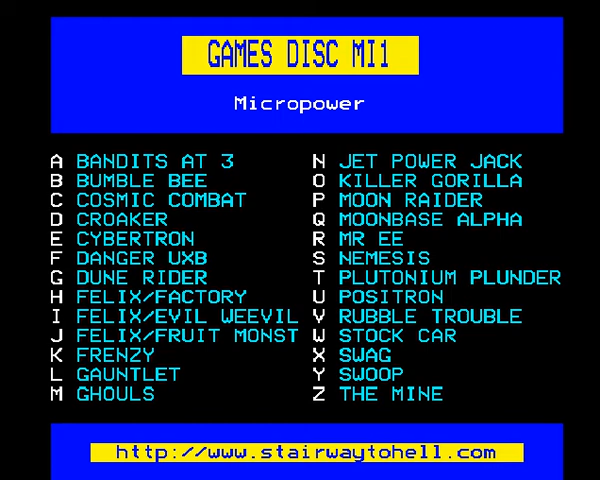 GAMES DISC MI1
Micropower
A BANDITS AT 3
B BUMBLE BEE
C COSMIC COMBAT
D CROAKER
E CYBERTRON
F DANGER UXB
G DUNE RIDER
H FELIX/FACTORY
I FELIX/EVIL WEEVIL
J FELIX/FRUIT MONST
K FRENZY
L GAUNTLET
M GHOULS
N JET POWER JACK
O KILLER GORILLA
P MOON RAIDER
Q MOONBASE ALPHA
R MR EE
S NEMESIS
T PLUTONIUM PLUNDER
U POSITRON
V RUBBLE TROUBLE
W STOCK CAR
X SWAG
Y SWOOP
Z THE MINE
http://www.stairwaytohell.com